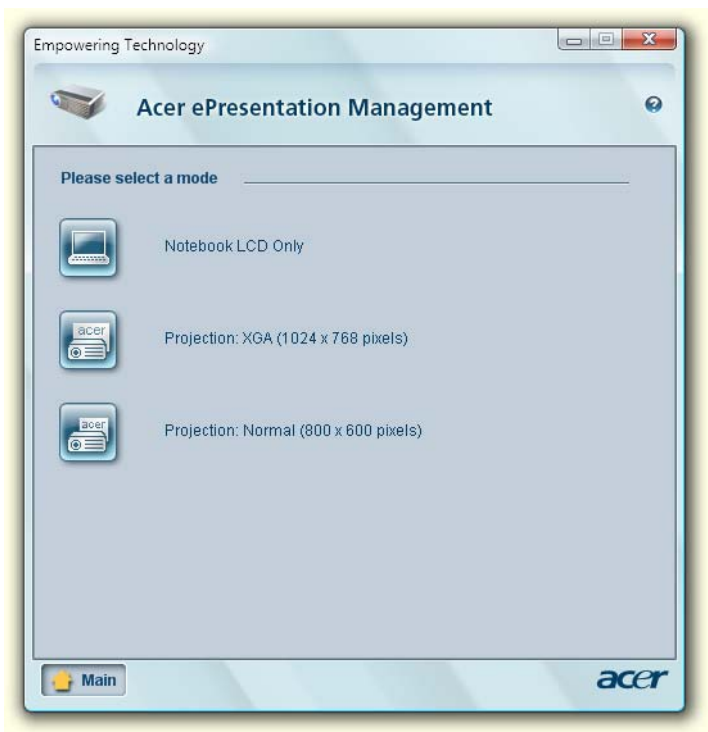 Empowering Technology
Acer ePresentation Management
Please select a mode
Notebook LCD Only
acer
Projection: XGA (1024 x 768 pixels)
acer
Projection: Normal (800 x 600 pixels)
Main
acer